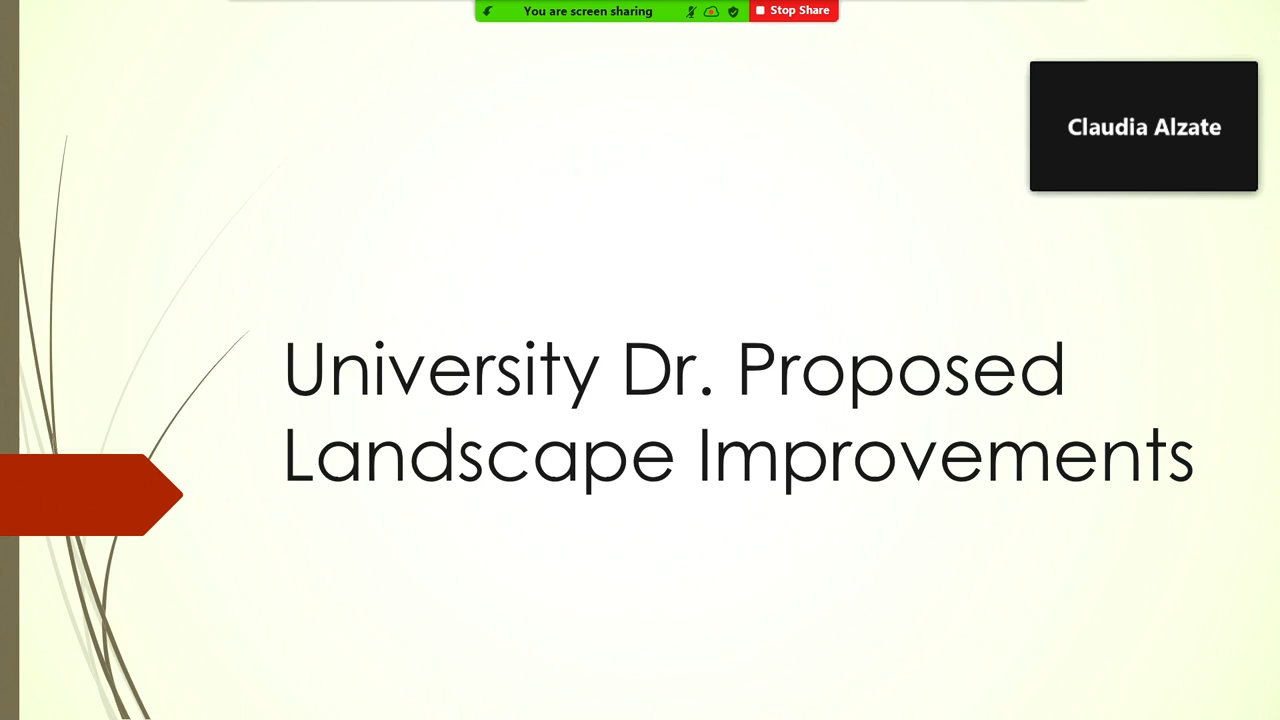 You are screen sharing
Stop Share
Claudia Alzate
University Dr. Proposed
Landscape Improvements